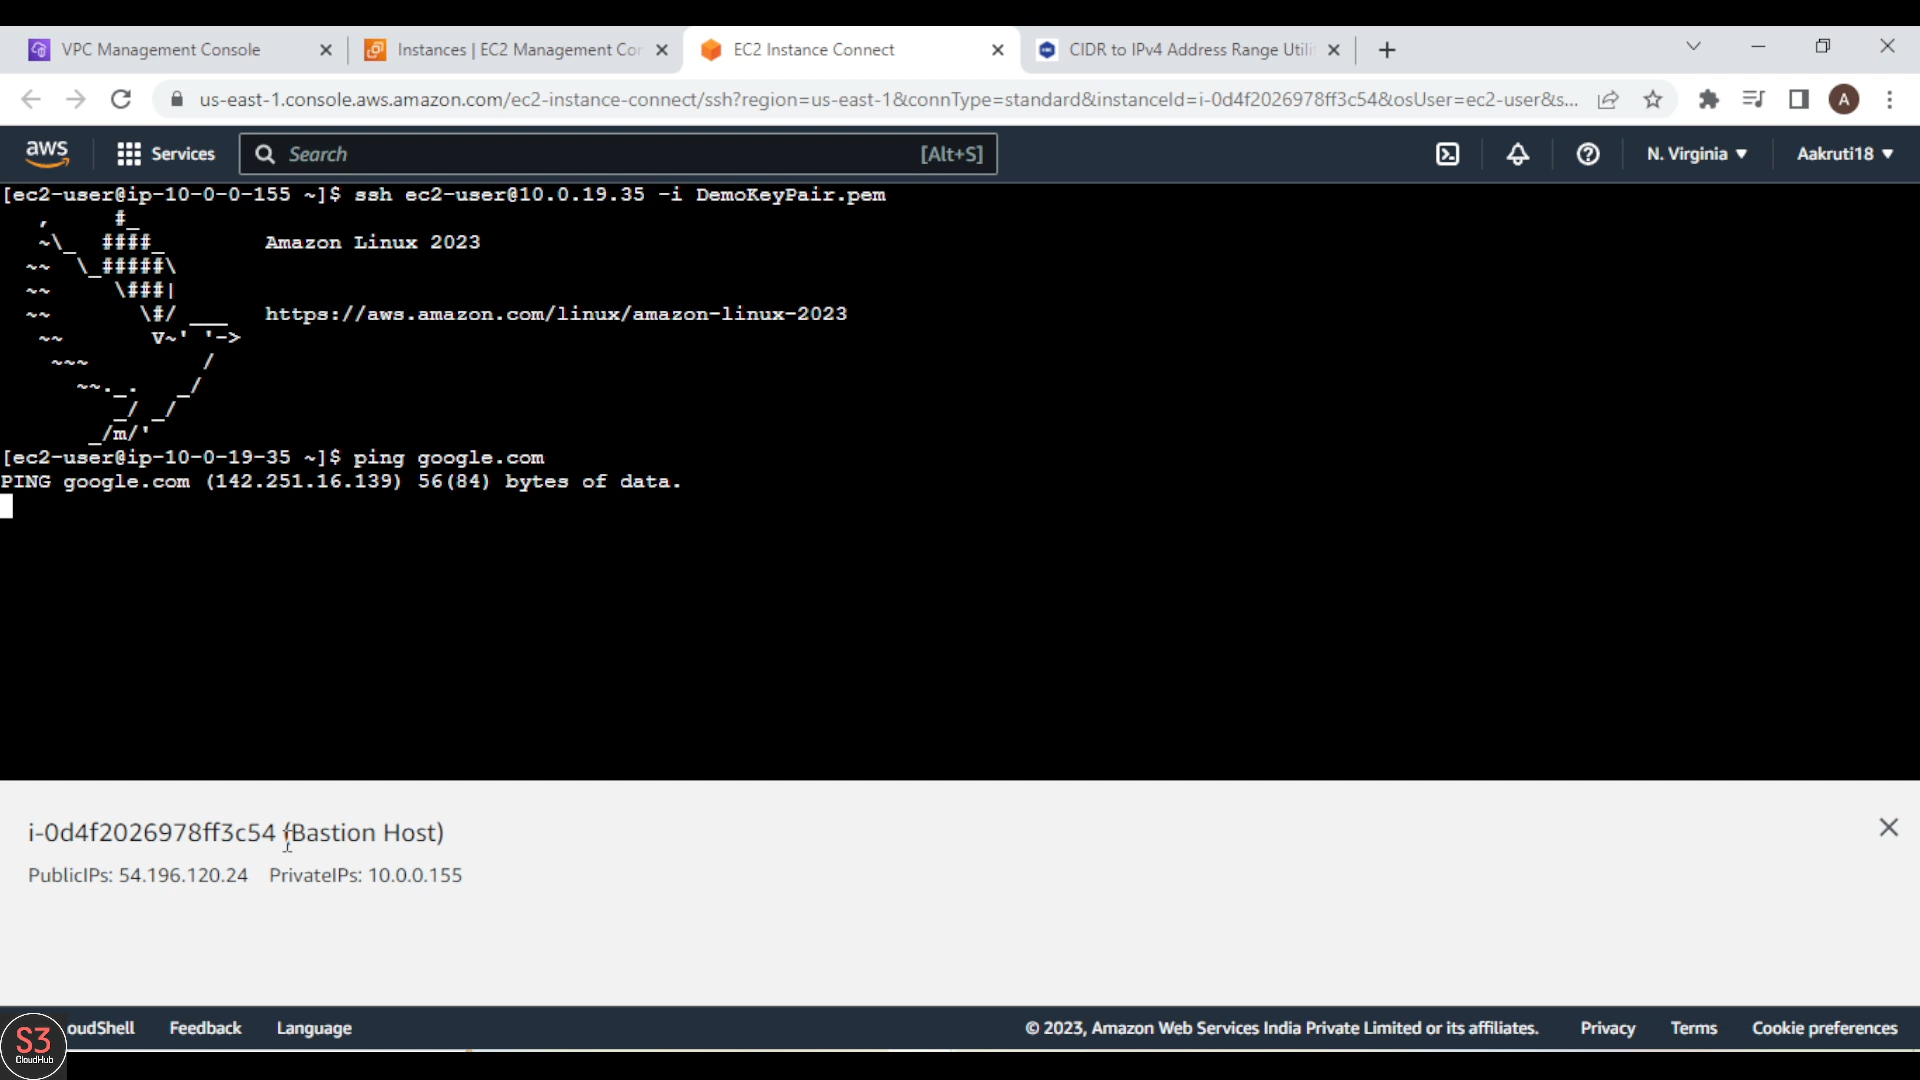 VPC Management Console
Instances | EC2 Management Cor
EC2 Instance Connect
CIDR to IPv4 Address Range Utili
us-east-1.console.aws.amazon.com/ec2-instance-connect/ssh?region=us-east-1&connType=standard&instanceId=i-0d4f2026978ff3c54&osUser=ec2-user&s...
A
aws
Services
Search
[Alt+S]
N. Virginia
Aakruti18
[ec2-user@ip-10-0-0-155 ~]$ ssh ec2-user@10.0.19.35 -i DemoKeyPair.pem
   ,     #_
   ~\_  ####_        Amazon Linux 2023
  ~~  \_#####\
  ~~     \###|
  ~~       \#/ ___   https://aws.amazon.com/linux/amazon-linux-2023
   ~~       V~' '->
    ~~~         /
      ~~._.   _/
         _/ _/
       _/m/'
[ec2-user@ip-10-0-19-35 ~]$ ping google.com
PING google.com (142.251.16.139) 56(84) bytes of data.
i-0d4f2026978ff3c54 (Bastion Host)
PublicIPs: 54.196.120.24 PrivateIPs: 10.0.0.155
oudShell
Feedback
Language
© 2023, Amazon Web Services India Private Limited or its affiliates.
Privacy
Terms
Cookie preferences
S3
CloudHub